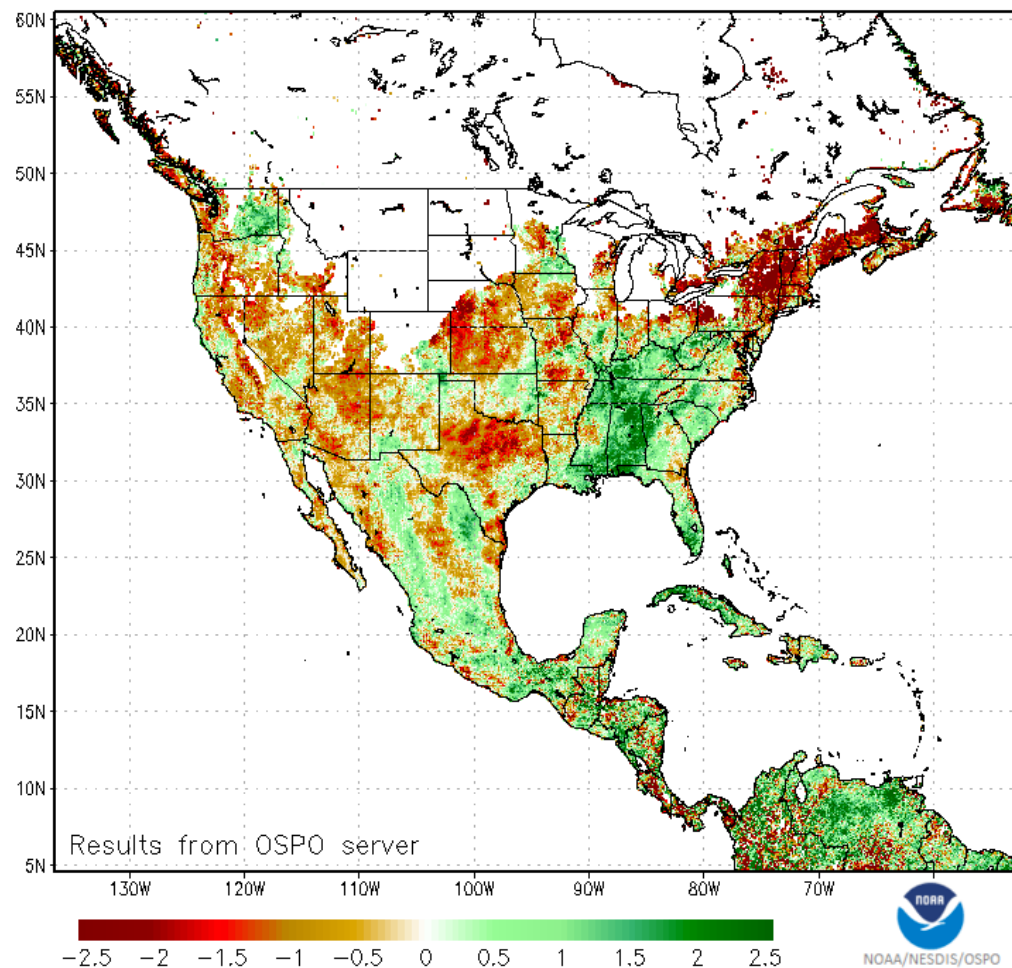 60N
55N
50N
45N
40N
35N
30N
25N
20N
15N
10N
5N
Results from OSPO server
130W 120W 110W 100W 90W 80W 70W
-2.5 -2 -1.5 -1 -0.5 0 0.5 1 1.5 2 2.5
NOAA
NOAA/NESDIS/OSPO